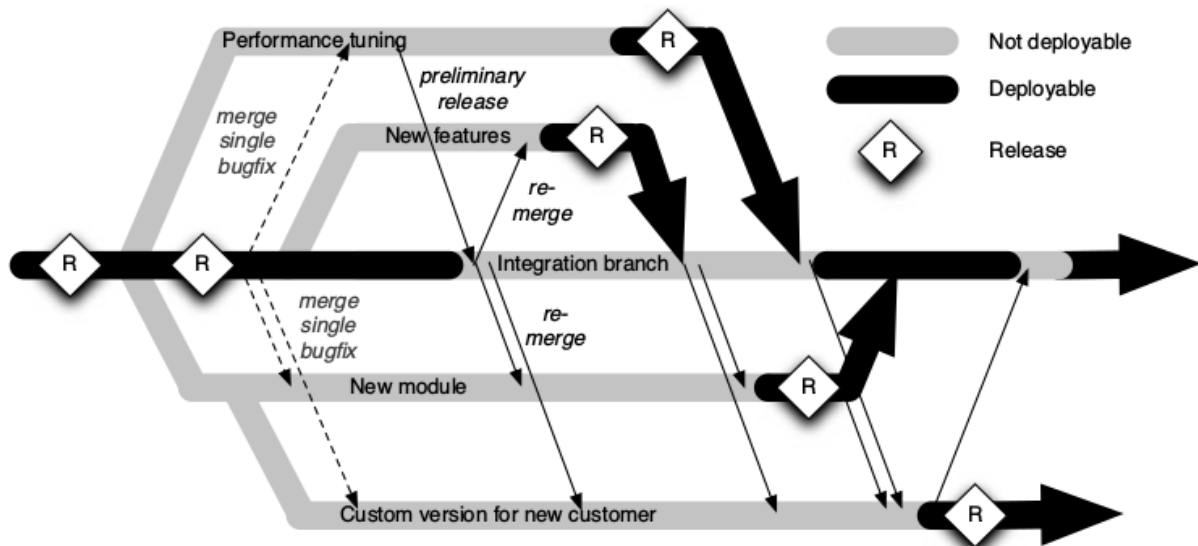 Performance tuning
R
Not deployable
preliminary
release
Deployable
merge
single
bugfix
New features
R
R
Release
re-
merge
R
R
Integration branch
merge
single
bugfix
re-
merge
New module
R
Custom version for new customer
R